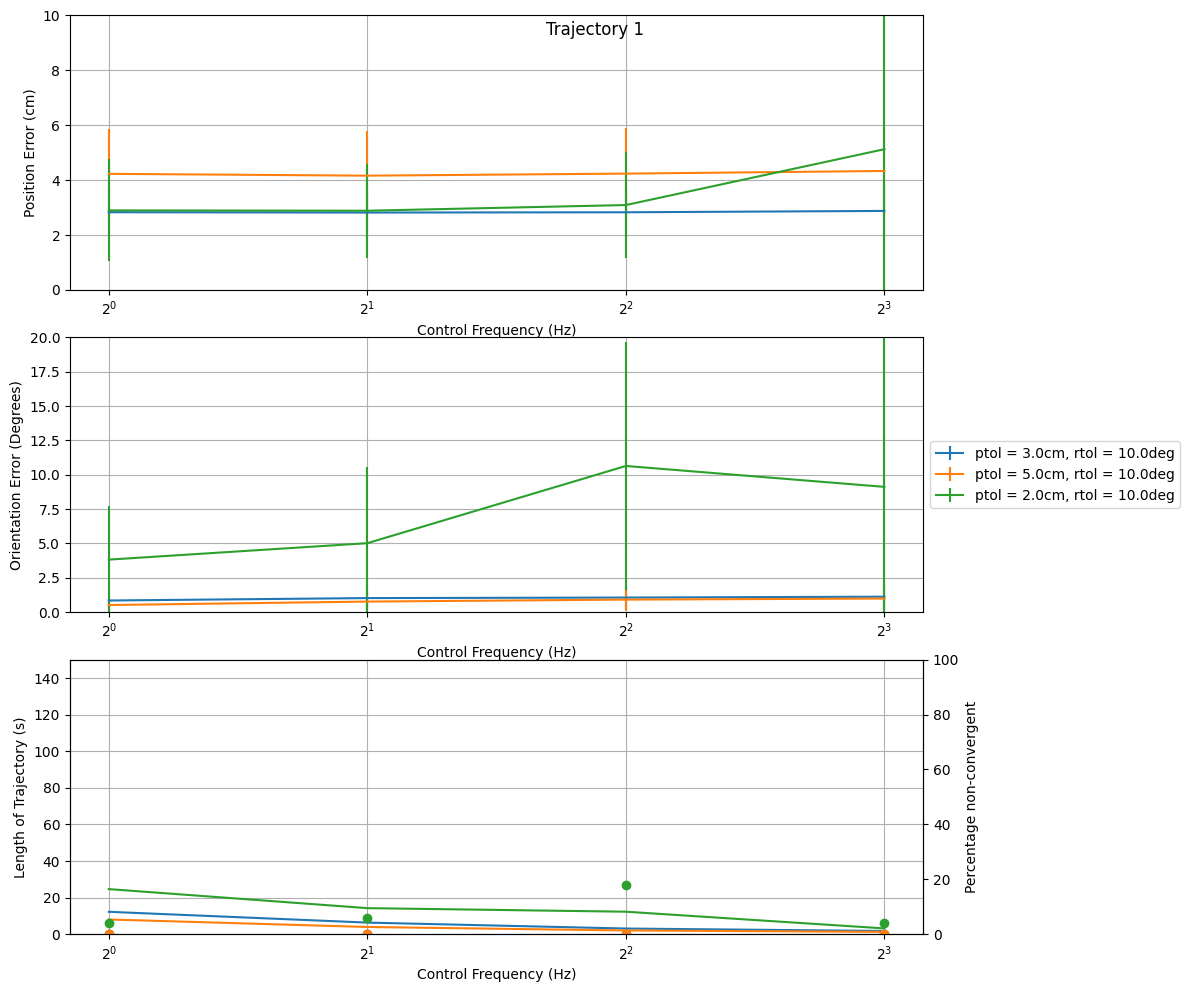 Trajectory 1
10
8
6
4
2
0
Position Error (cm)
2^0 2^1 2^2 2^3
Control Frequency (Hz)
20.0
17.5
15.0
12.5
10.0
7.5
5.0
2.5
0.0
Orientation Error (Degrees)
2^0 2^1 2^2 2^3
Control Frequency (Hz)
ptol = 3.0cm, rtol = 10.0deg
ptol = 5.0cm, rtol = 10.0deg
ptol = 2.0cm, rtol = 10.0deg
140
120
100
80
60
40
20
0
Length of Trajectory (s)
100
80
60
40
20
0
Percentage non-convergent
2^0 2^1 2^2 2^3
Control Frequency (Hz)